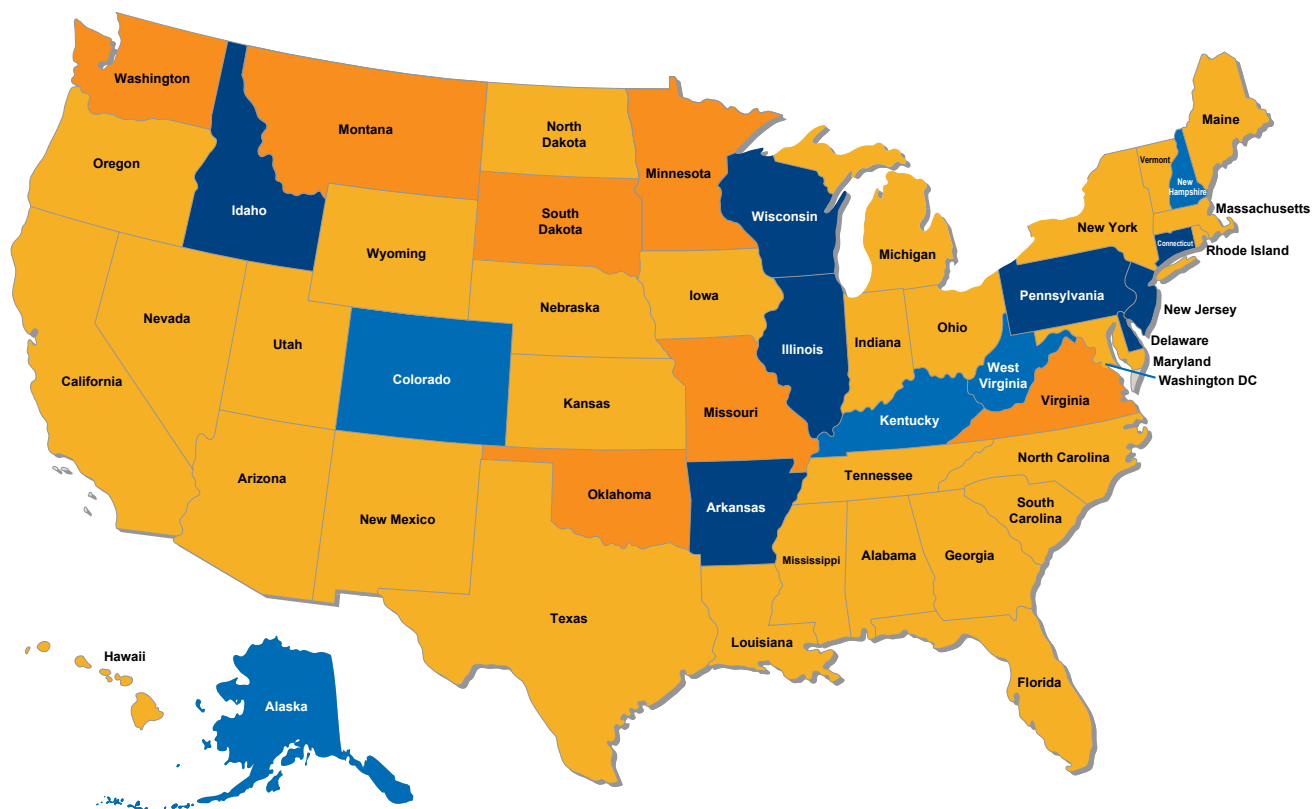 Washington
Montana
North
Dakota
Minnesota
Maine
Oregon
Idaho
South
Dakota
Wisconsin
Vermont
New
Hampshire
Massachusetts
Wyoming
Michigan
New York
Connecticut
Rhode Island
Nevada
Utah
Nebraska
Iowa
Illinois
Indiana
Ohio
Pennsylvania
New Jersey
Delaware
Maryland
Washington DC
California
Colorado
Kansas
Missouri
Kentucky
West
Virginia
Virginia
Arizona
New Mexico
Oklahoma
Arkansas
Tennessee
North Carolina
South
Carolina
Texas
Louisiana
Mississippi
Alabama
Georgia
Florida
Hawaii
Alaska